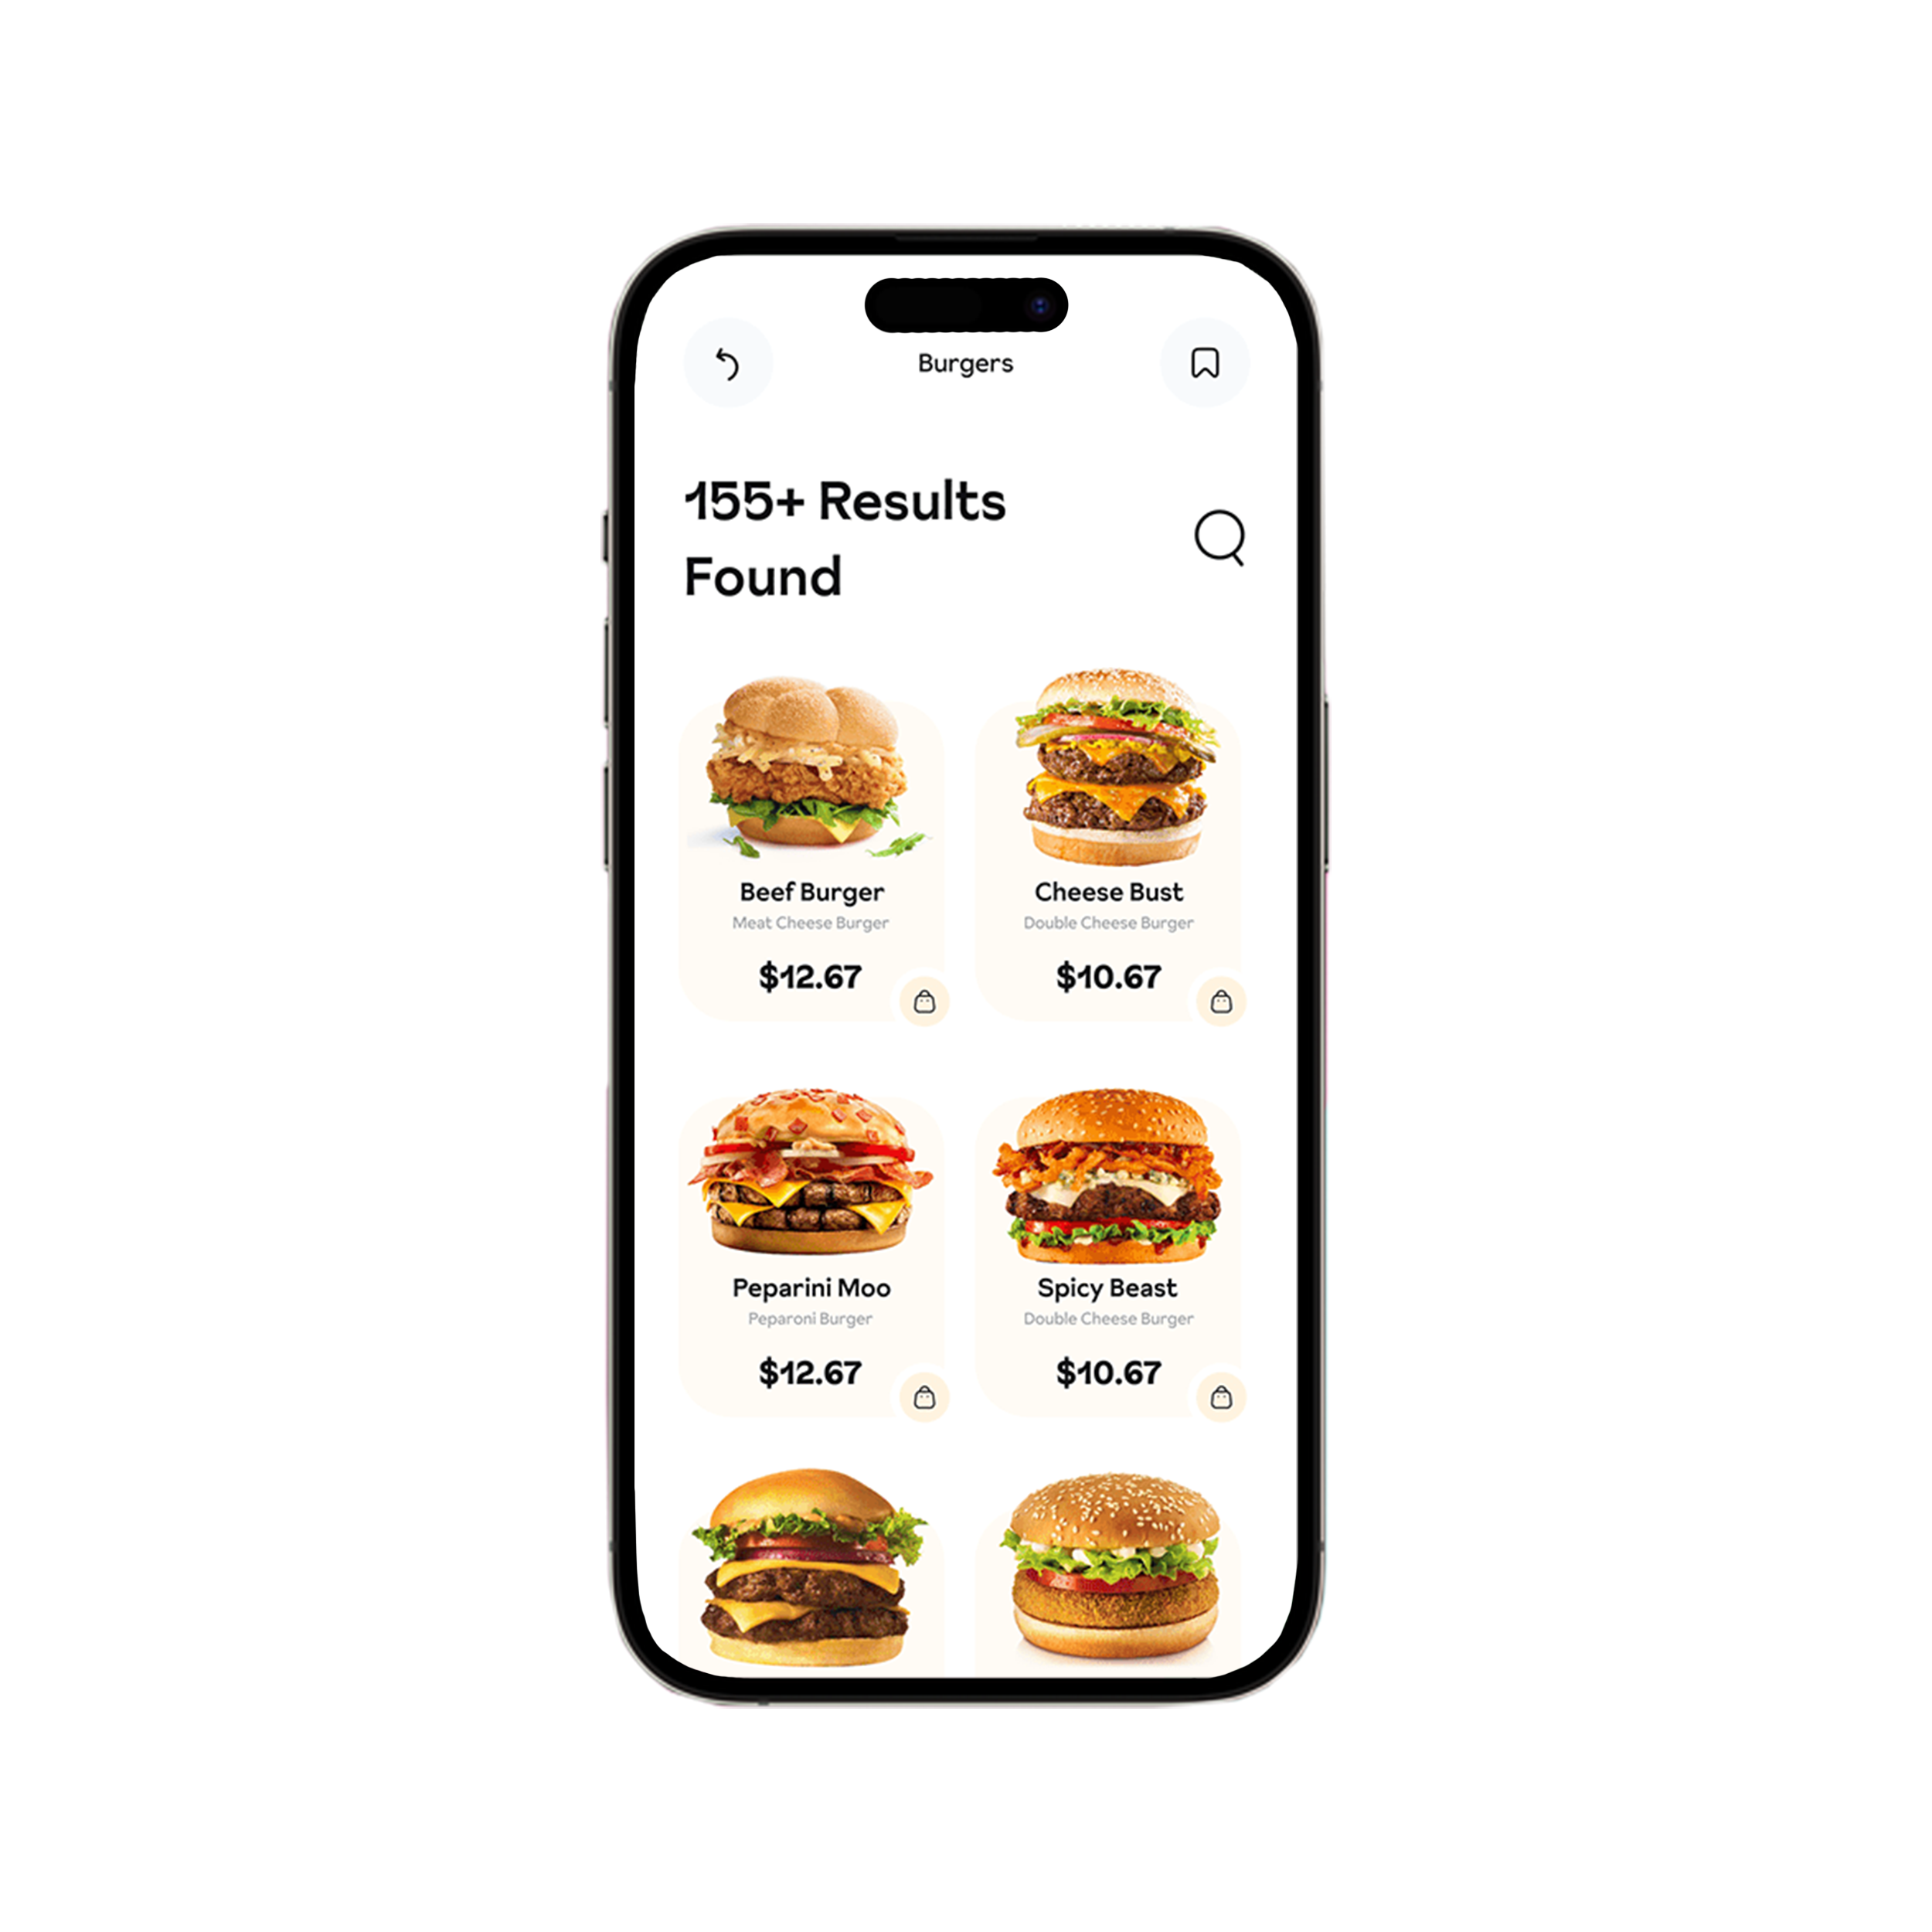 Burgers
155+ Results
Found
Beef Burger
Meat Cheese Burger
$12.67
Cheese Bust
Double Cheese Burger
$10.67
Peparini Moo
Peparoni Burger
$12.67
Spicy Beast
Double Cheese Burger
$10.67